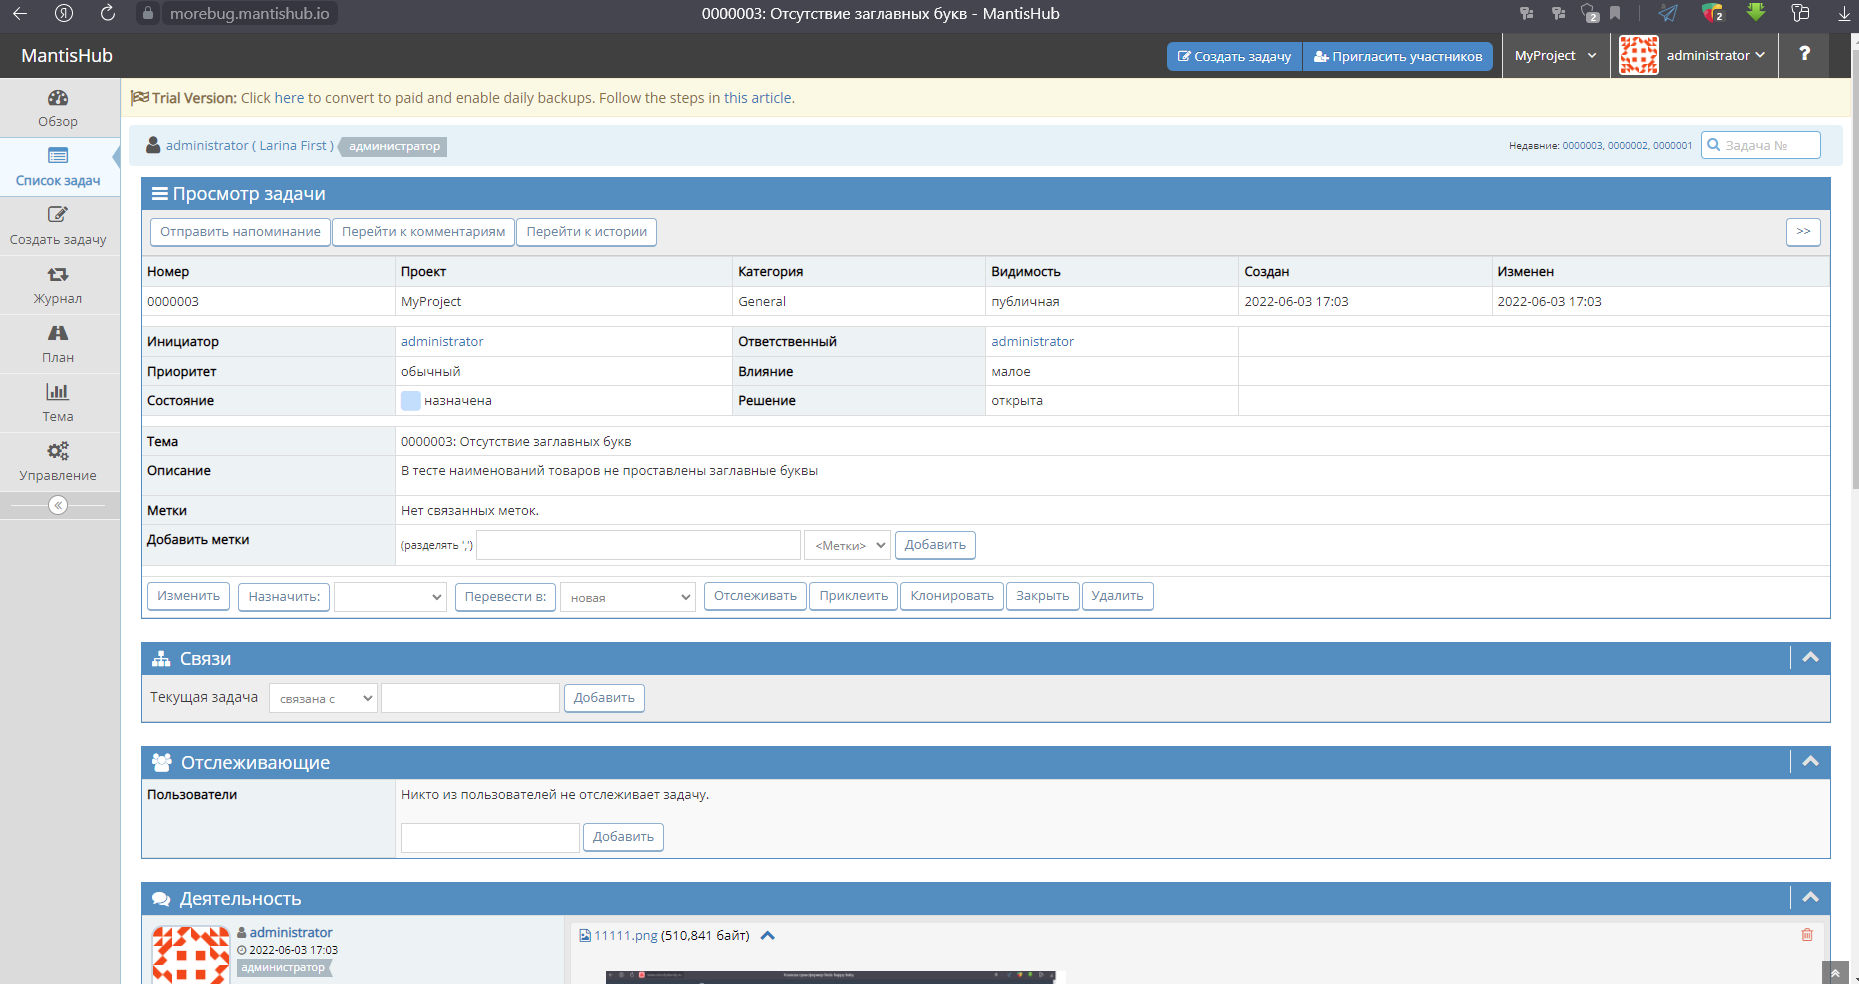 morebug.mantishub.io
0000003: Отсутствие заглавных букв - MantisHub
2
2
MantisHub
Создать задачу
Пригласить участников
MyProject
administrator
?
Trial Version: Click here to convert to paid and enable daily backups. Follow the steps in this article.
Обзор
Список задач
Создать задачу
Журнал
План
Тема
Управление
administrator ( Larina First ) администратор
Недавние: 0000003, 0000002, 0000001
Задача №
Просмотр задачи
Отправить напоминание Перейти к комментариям Перейти к истории >>
Номер Проект Категория Видимость Создан Изменен
0000003 MyProject General публичная 2022-06-03 17:03 2022-06-03 17:03
Инициатор administrator Ответственный administrator
Приоритет обычный Влияние малое
Состояние назначена Решение открыта
Тема 0000003: Отсутствие заглавных букв
Описание В тесте наименований товаров не проставлены заглавные буквы
Метки Нет связанных меток.
Добавить метки (разделять ',') <Метки> Добавить
Изменить Назначить: Перевести в: новая Отслеживать Приклеить Клонировать Закрыть Удалить
Связи
Текущая задача связана с Добавить
Отслеживающие
Пользователи Никто из пользователей не отслеживает задачу.
Добавить
Деятельность
administrator
2022-06-03 17:03
администратор
11111.png (510,841 байт)